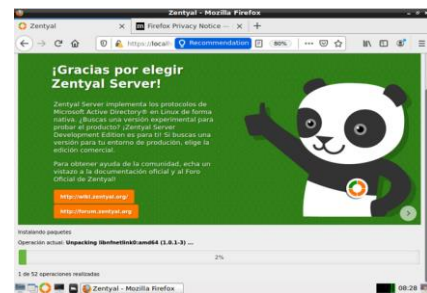 Zentyal - Mozilla Firefox
Zentyal
Firefox Privacy Notice —
https://local
Recommendation
80%
¡Gracias por elegir
Zentyal Server!
Zentyal Server implementa los protocolos de
Microsoft Active Directory® en Linux de forma
nativa. ¿Buscas una versión experimental para
probar el producto? ¡Zentyal Server
Development Edition es para ti! Si buscas una
versión para tu entorno de produción, elige la
edición comercial.
Para obtener ayuda de la comunidad, echa un
vistazo a la documentación oficial y al Foro
Oficial de Zentyal!
http://wiki.zentyal.org/
http://forum.zentyal.org
Instalando paquetes
Operación actual: Unpacking libnfnetlink0:amd64 (1.0.1-3) ...
2%
1 de 52 operaciones realizadas
Zentyal - Mozilla Firefox
08:28